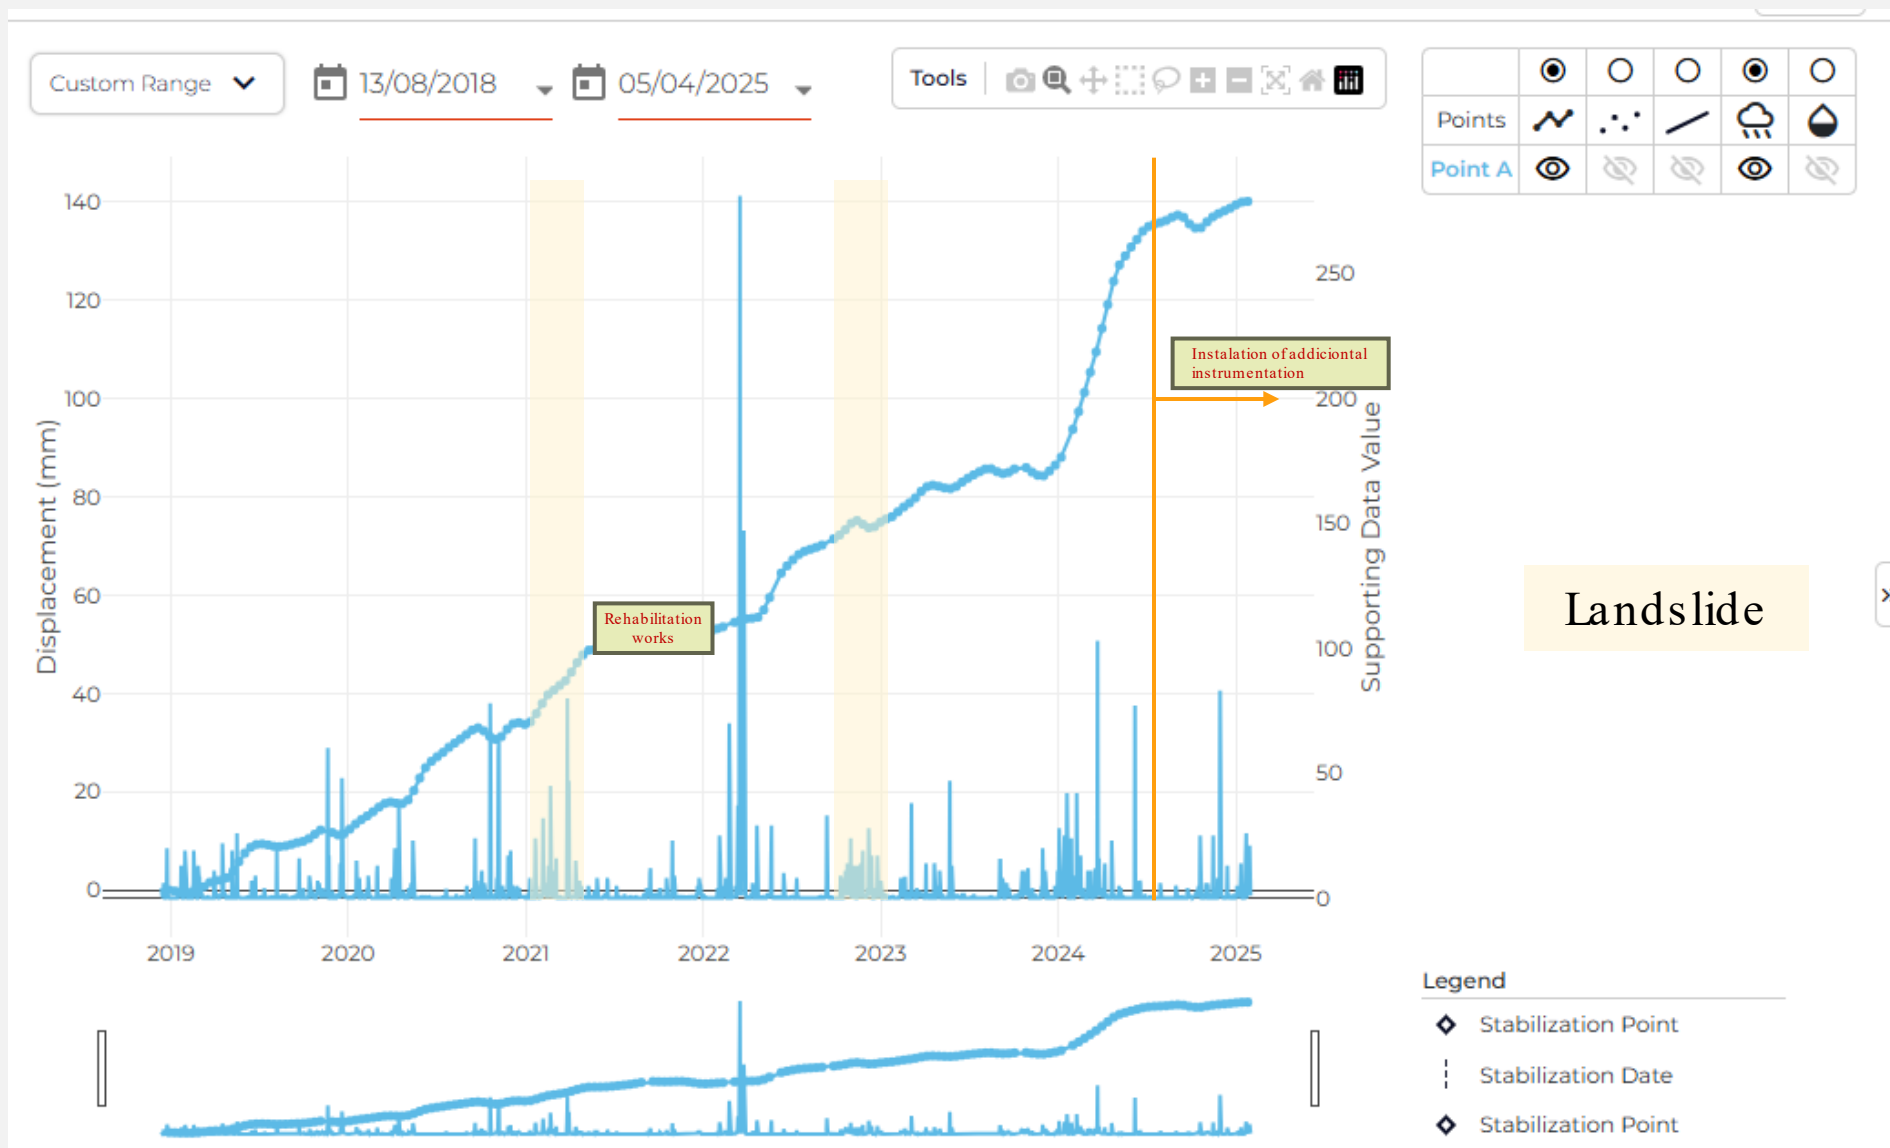 Custom Range
13/08/2018
05/04/2025
Tools
Points
Point A
140
120
100
80
60
40
20
0
Displacement (mm)
250
200
150
100
50
0
Supporting Data Value
Instalation of addiciontal
instrumentation
Rehabilitation
works
Landslide
2019
2020
2021
2022
2023
2024
2025
Legend
Stabilization Point
Stabilization Date
Stabilization Point